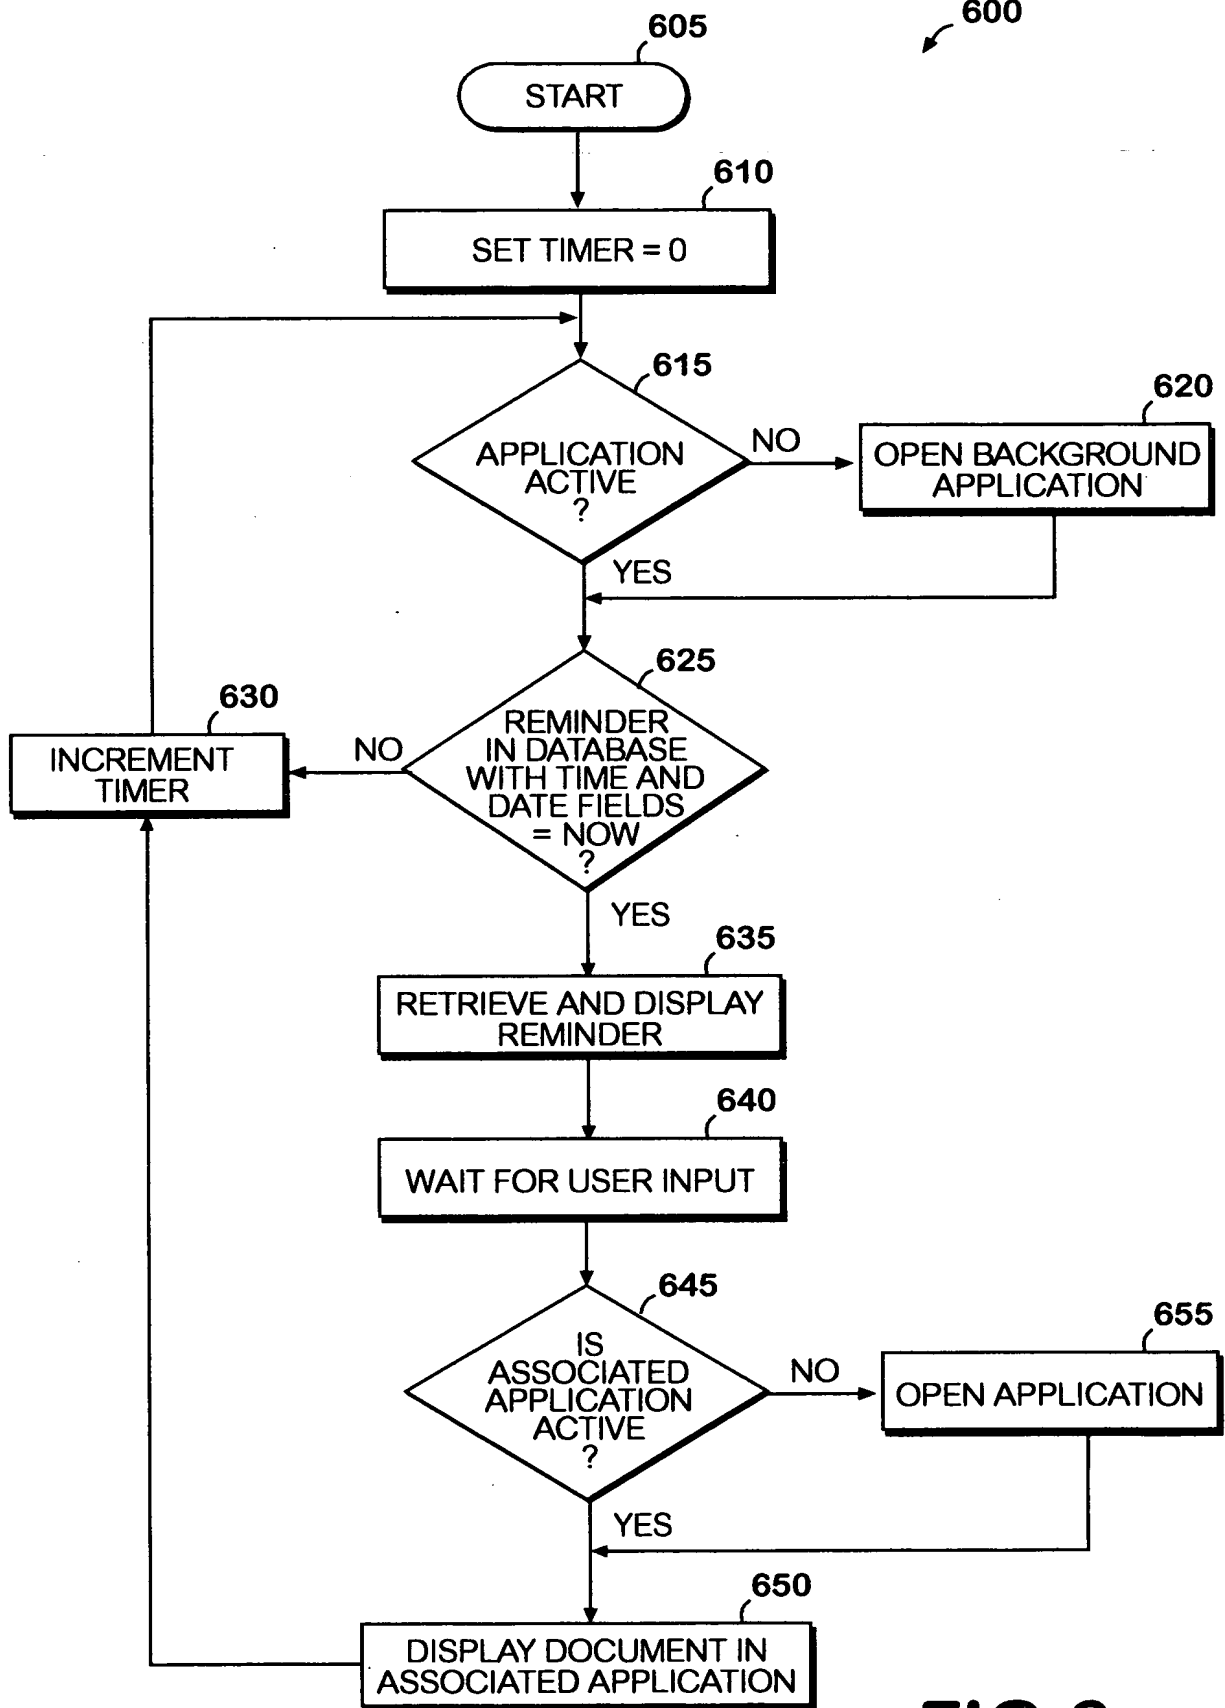 600
605
START
610
SET TIMER = 0
615
APPLICATION
ACTIVE
?
NO
620
OPEN BACKGROUND
APPLICATION
YES
625
REMINDER
IN DATABASE
WITH TIME AND
DATE FIELDS
= NOW
?
NO
630
INCREMENT
TIMER
YES
635
RETRIEVE AND DISPLAY
REMINDER
640
WAIT FOR USER INPUT
645
IS
ASSOCIATED
APPLICATION
ACTIVE
?
NO
655
OPEN APPLICATION
YES
650
DISPLAY DOCUMENT IN
ASSOCIATED APPLICATION